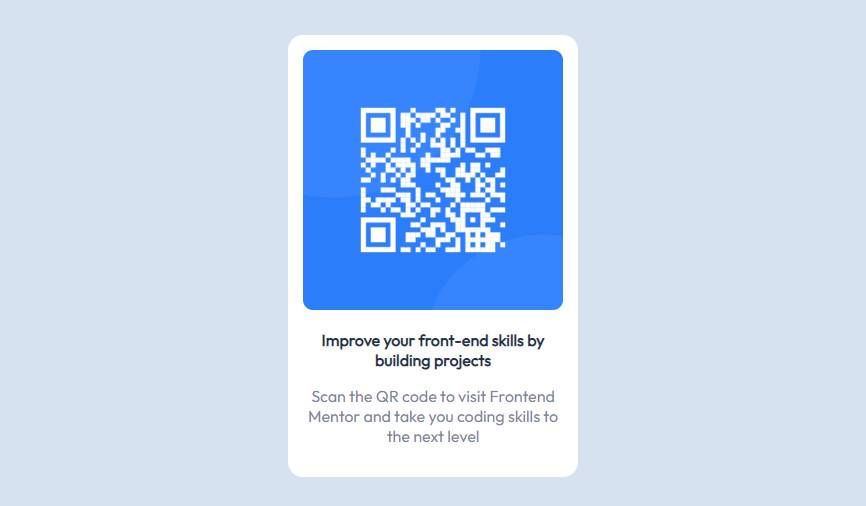 Improve your front-end skills by
building projects
Scan the QR code to visit Frontend
Mentor and take you coding skills to
the next level